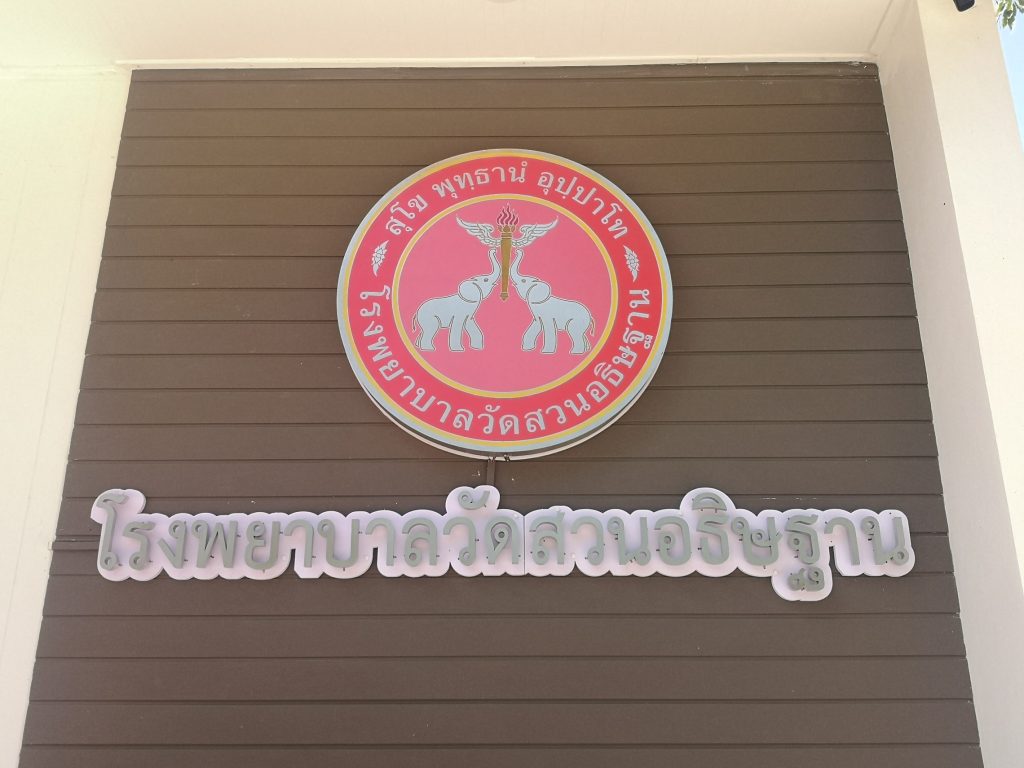 สุโข พุทฺธานํ อุปฺปาโท
โรงพยาบาลวัดสวนอธิษฐาน
โรงพยาบาลวัดสวนอธิษฐาน